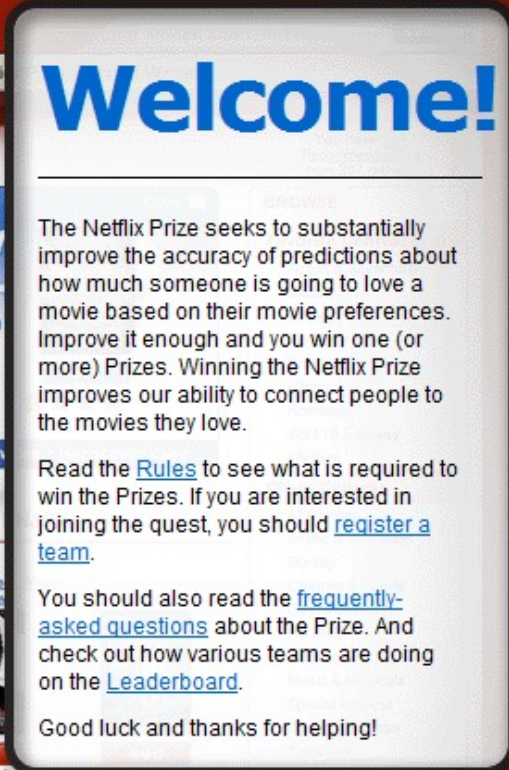 Welcome!
The Netflix Prize seeks to substantially
improve the accuracy of predictions about
how much someone is going to love a
movie based on their movie preferences.
Improve it enough and you win one (or
more) Prizes. Winning the Netflix Prize
improves our ability to connect people to
the movies they love.
Read the Rules to see what is required to
win the Prizes. If you are interested in
joining the quest, you should register a
team.
You should also read the frequently-
asked questions about the Prize. And
check out how various teams are doing
on the Leaderboard.
Good luck and thanks for helping!